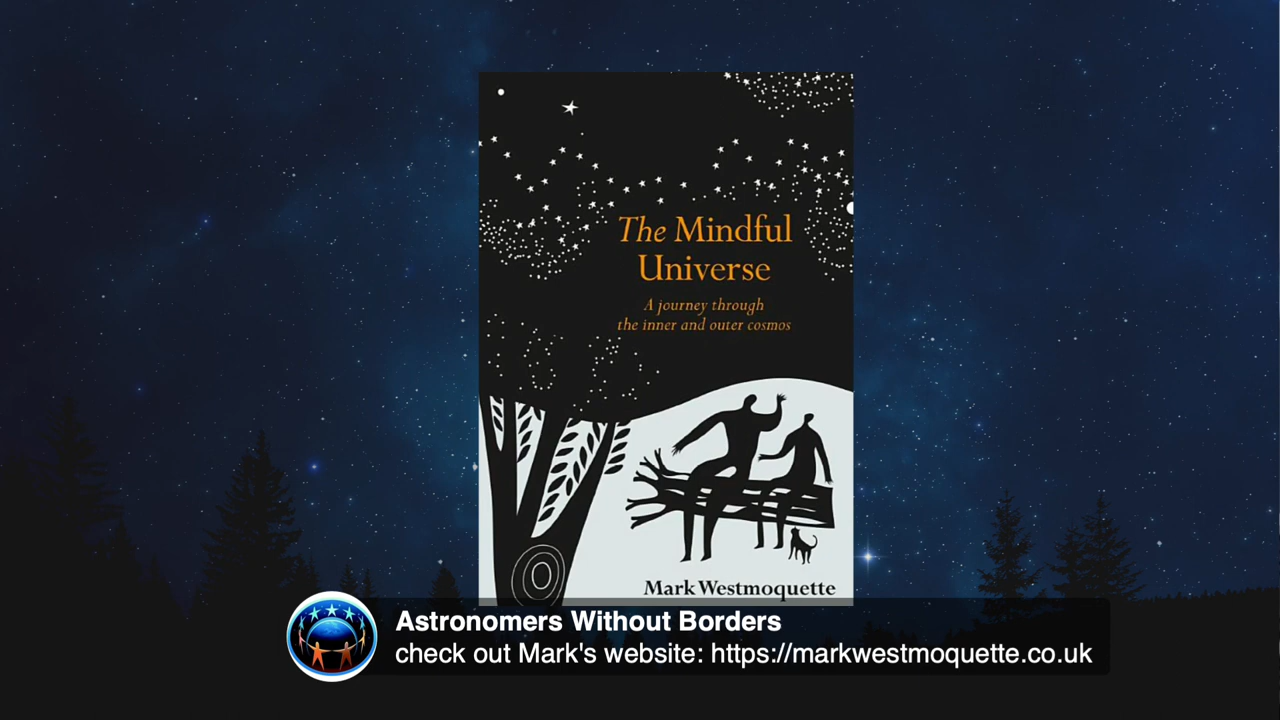 The Mindful
Universe
A journey through
the inner and outer cosmos
Mark Westmoquette
Astronomers Without Borders
check out Mark's website: https://markwestmoquette.co.uk